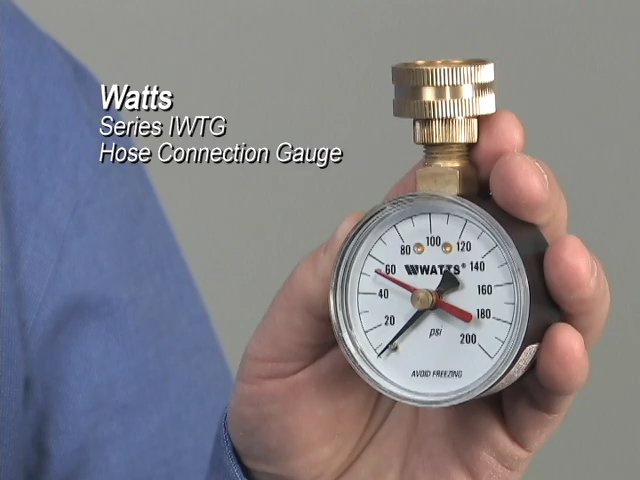 Watts
Series IWTG
Hose Connection Gauge
80 100 120
60 WATTS® 140
40 160
20 180
psi 200
AVOID FREEZING